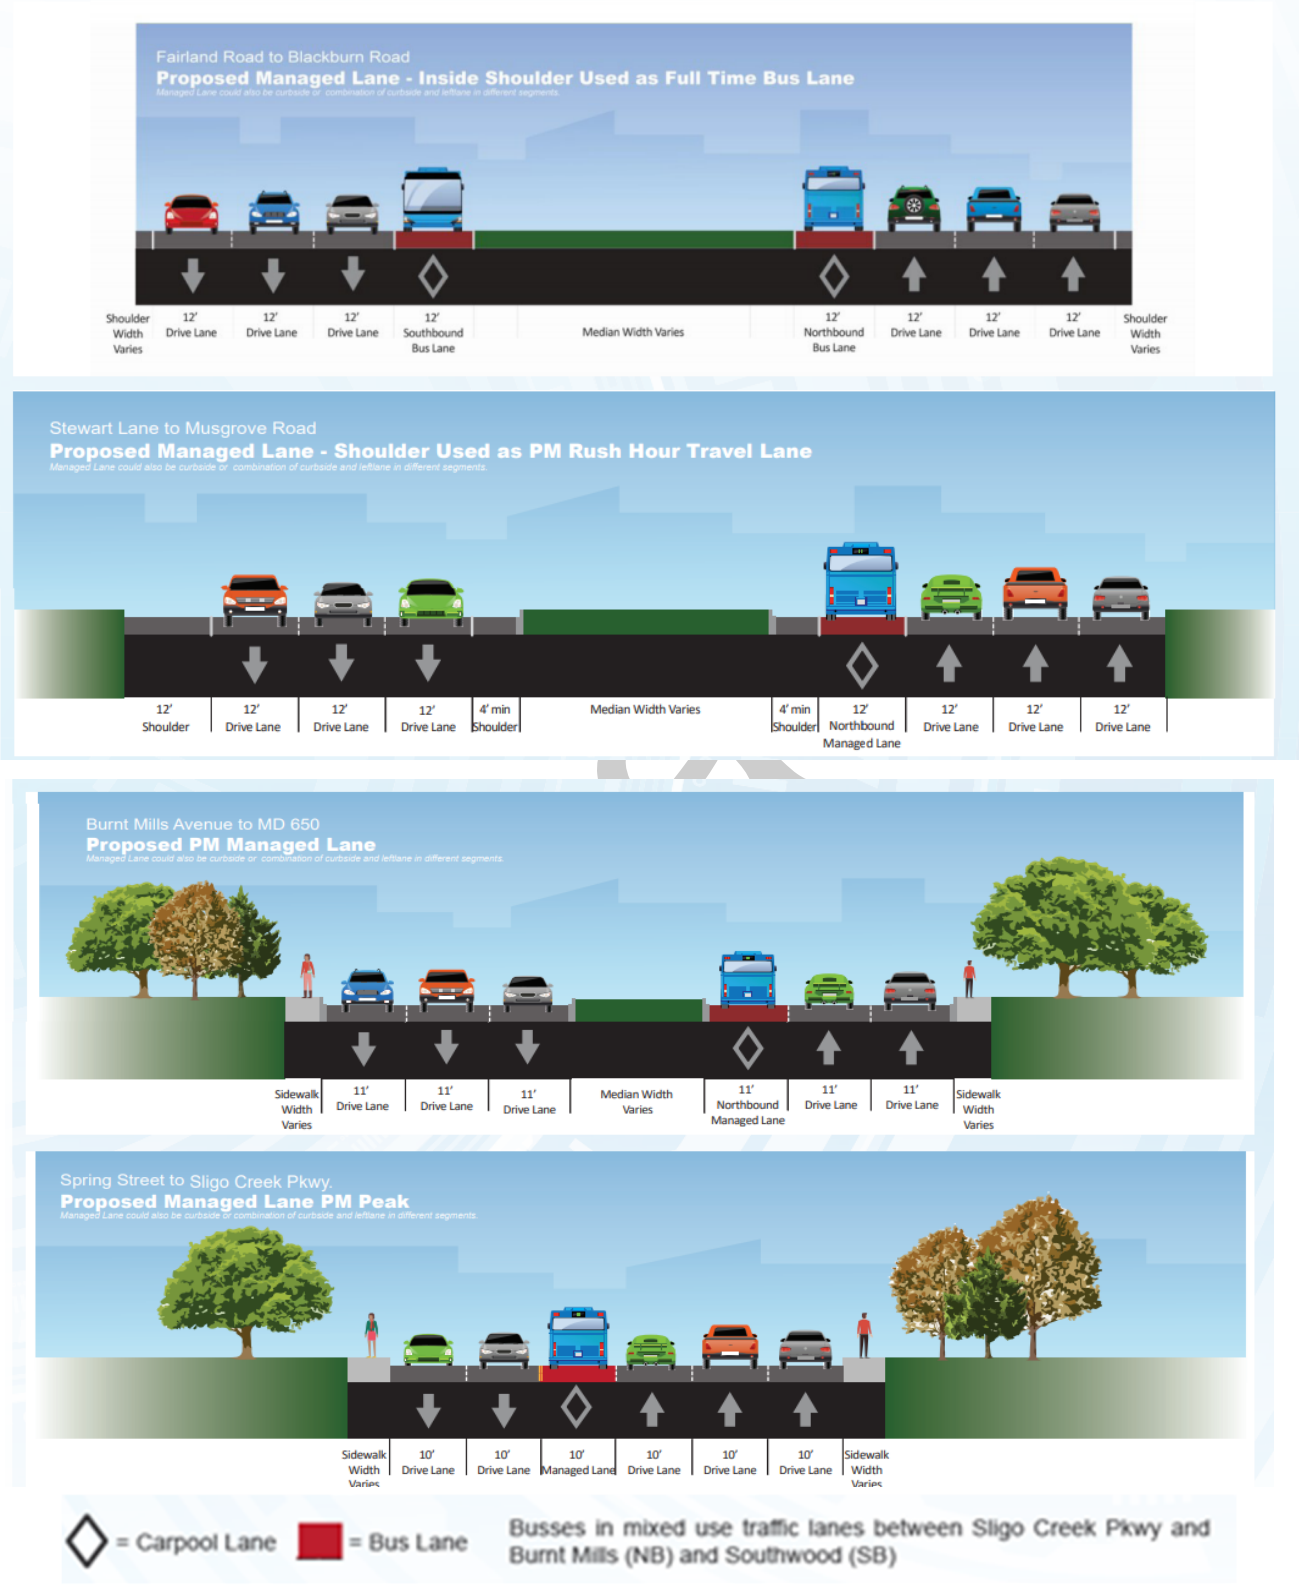 Fairland Road to Blackburn Road
Proposed Managed Lane - Inside Shoulder Used as Full Time Bus Lane
Managed Lane could also be curbside or combination of curbside and leftlane in different segments.
Shoulder Width Varies
12' Drive Lane
12' Drive Lane
12' Drive Lane
12' Southbound Bus Lane
Median Width Varies
12' Northbound Bus Lane
12' Drive Lane
12' Drive Lane
12' Drive Lane
Shoulder Width Varies
Stewart Lane to Musgrove Road
Proposed Managed Lane - Shoulder Used as PM Rush Hour Travel Lane
Managed Lane could also be curbside or combination of curbside and leftlane in different segments.
12' Shoulder
12' Drive Lane
12' Drive Lane
12' Drive Lane
4' min Shoulder
Median Width Varies
4' min Shoulder
12' Northbound Managed Lane
12' Drive Lane
12' Drive Lane
12' Drive Lane
Burnt Mills Avenue to MD 650
Proposed PM Managed Lane
Managed Lane could also be curbside or combination of curbside and leftlane in different segments.
Sidewalk Width Varies
11' Drive Lane
11' Drive Lane
11' Drive Lane
Median Width Varies
11' Northbound Managed Lane
11' Drive Lane
11' Drive Lane
Sidewalk Width Varies
Spring Street to Sligo Creek Pkwy.
Proposed Managed Lane PM Peak
Managed Lane could also be curbside or combination of curbside and leftlane in different segments.
Sidewalk Width Varies
10' Drive Lane
10' Drive Lane
10' Managed Lane
10' Drive Lane
10' Drive Lane
10' Drive Lane
Sidewalk Width Varies
= Carpool Lane
= Bus Lane
Busses in mixed use traffic lanes between Sligo Creek Pkwy and
Burnt Mills (NB) and Southwood (SB)